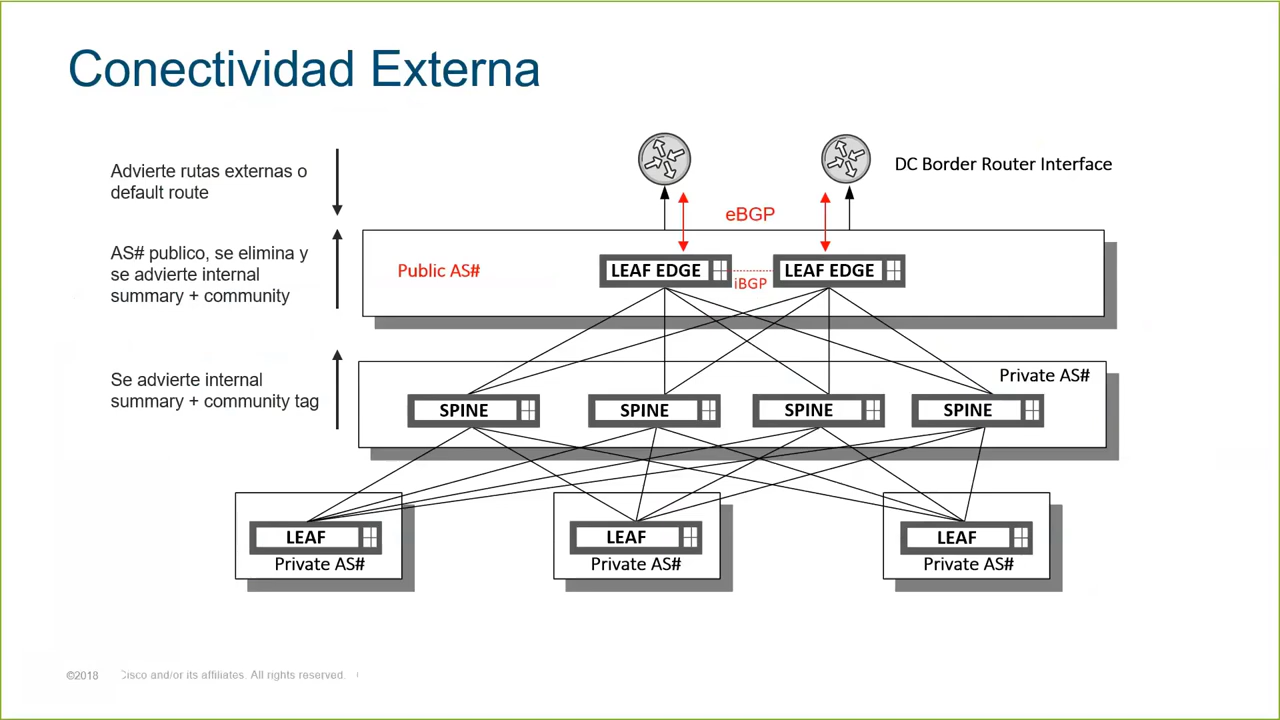 Conectividad Externa
Advierte rutas externas o
default route
DC Border Router Interface
eBGP
AS# publico, se elimina y
se advierte internal
summary + community
Public AS#
LEAF EDGE
iBGP
LEAF EDGE
Se advierte internal
summary + community tag
Private AS#
SPINE
SPINE
SPINE
SPINE
LEAF
Private AS#
LEAF
Private AS#
LEAF
Private AS#
©2018 Cisco and/or its affiliates. All rights reserved.